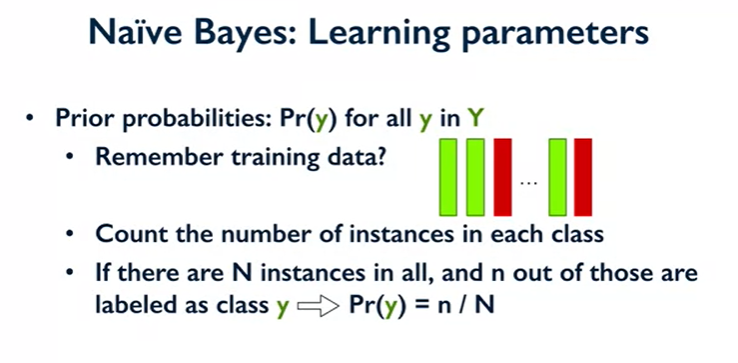 Naïve Bayes: Learning parameters
• Prior probabilities: Pr(y) for all y in Y
• Remember training data?
...
• Count the number of instances in each class
• If there are N instances in all, and n out of those are
labeled as class y ⇨ Pr(y) = n / N